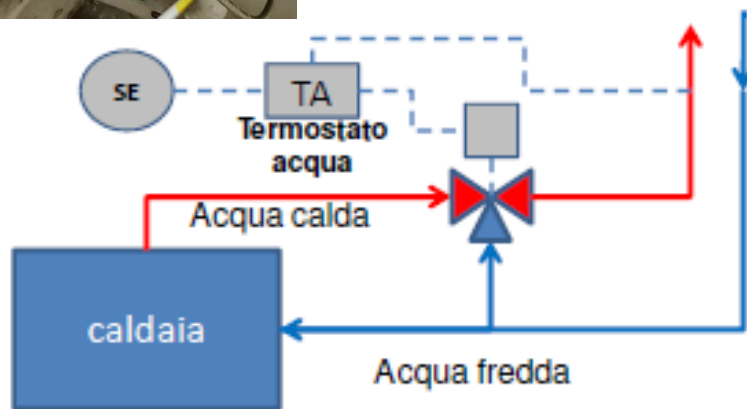 SE
TA
Termostato
acqua
Acqua calda
caldaia
Acqua fredda